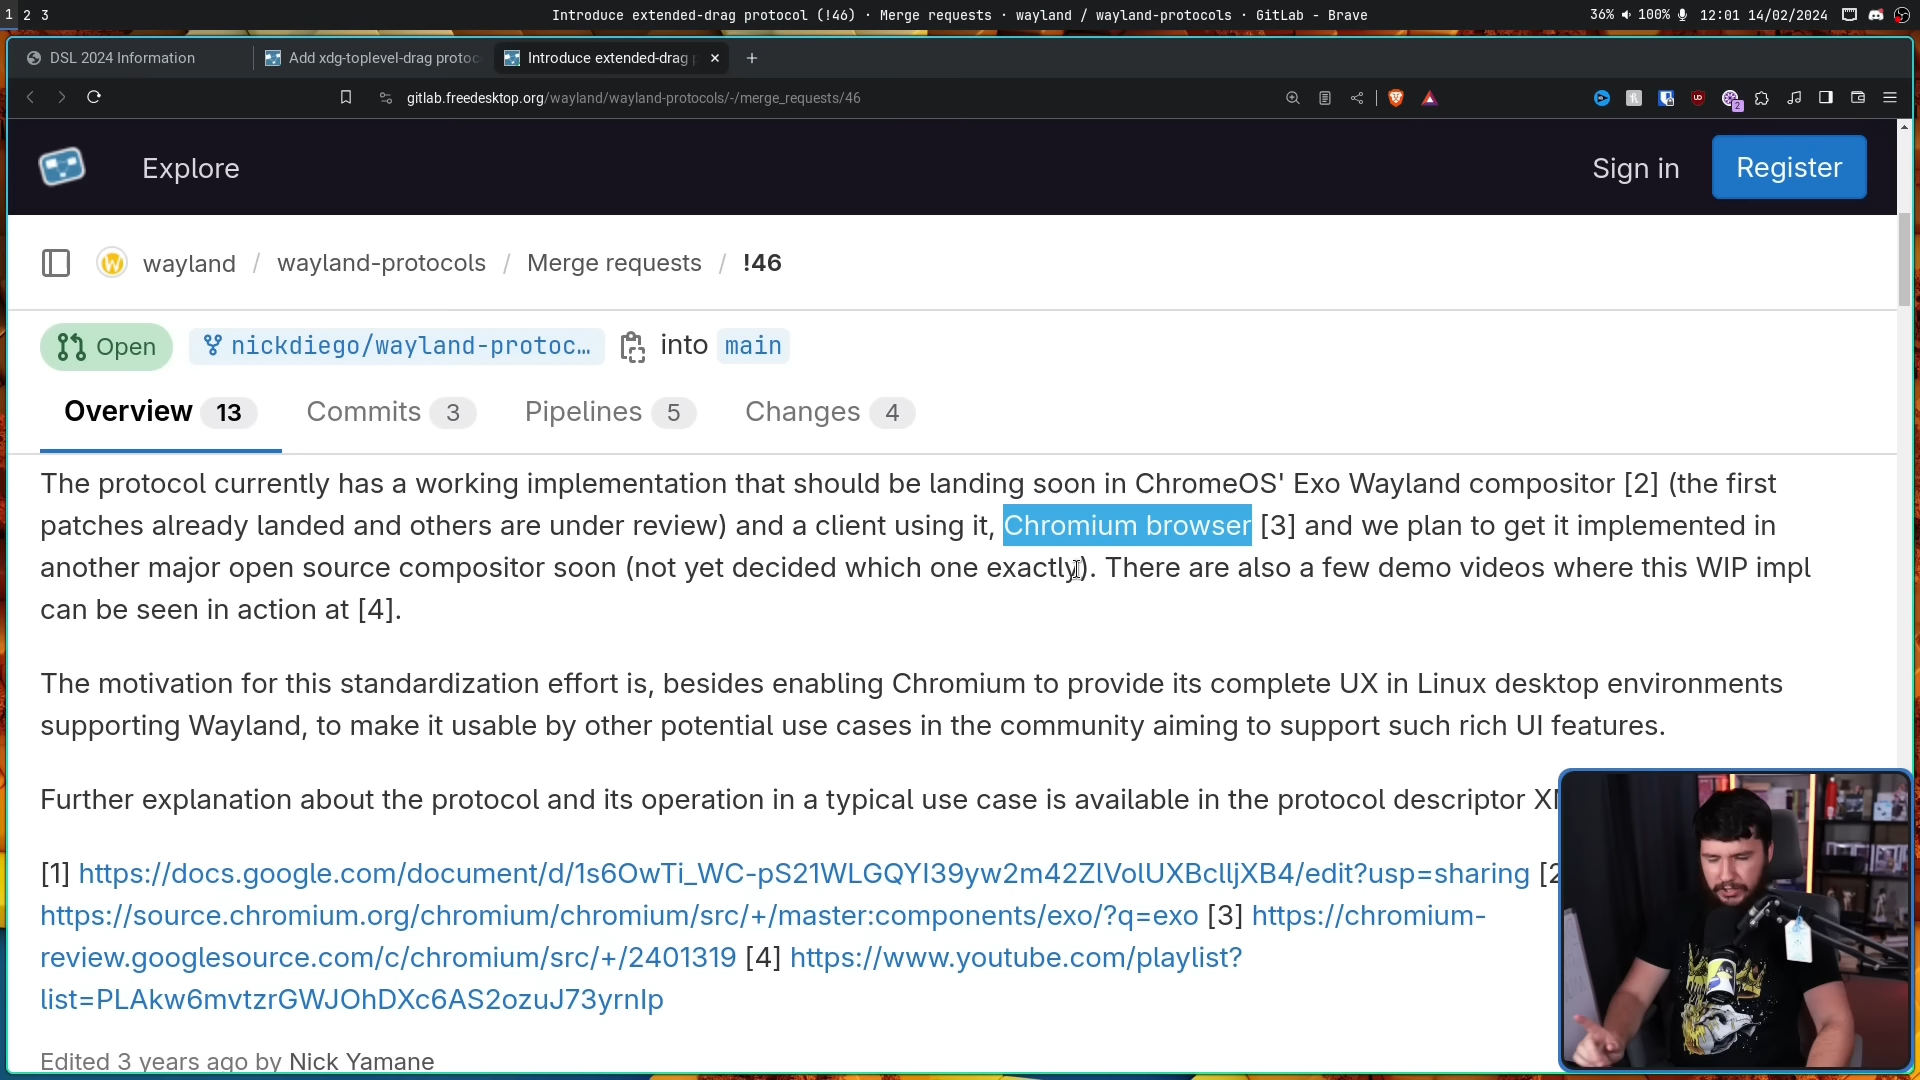 1 2 3
Introduce extended-drag protocol (!46) · Merge requests · wayland / wayland-protocols · GitLab - Brave
36% 100% 12:01 14/02/2024
DSL 2024 Information
Add xdg-toplevel-drag protoc
Introduce extended-drag
gitlab.freedesktop.org/wayland/wayland-protocols/-/merge_requests/46
2
Explore
Sign in
Register
wayland / wayland-protocols / Merge requests / !46
Open nickdiego/wayland-protoc… into main
Overview 13 Commits 3 Pipelines 5 Changes 4
The protocol currently has a working implementation that should be landing soon in ChromeOS' Exo Wayland compositor [2] (the first
patches already landed and others are under review) and a client using it, Chromium browser [3] and we plan to get it implemented in
another major open source compositor soon (not yet decided which one exactly). There are also a few demo videos where this WIP impl
can be seen in action at [4].
The motivation for this standardization effort is, besides enabling Chromium to provide its complete UX in Linux desktop environments
supporting Wayland, to make it usable by other potential use cases in the community aiming to support such rich UI features.
Further explanation about the protocol and its operation in a typical use case is available in the protocol descriptor
[1] https://docs.google.com/document/d/1s6OwTi_WC-pS21WLGQYI39yw2m42ZlVolUXBclljXB4/edit?usp=sharing [2
https://source.chromium.org/chromium/chromium/src/+/master:components/exo/?q=exo [3] https://chromium-
review.googlesource.com/c/chromium/src/+/2401319 [4] https://www.youtube.com/playlist?
list=PLAkw6mvtzrGWJOhDXc6AS2ozuJ73yrnIp
Edited 3 years ago by Nick Yamane